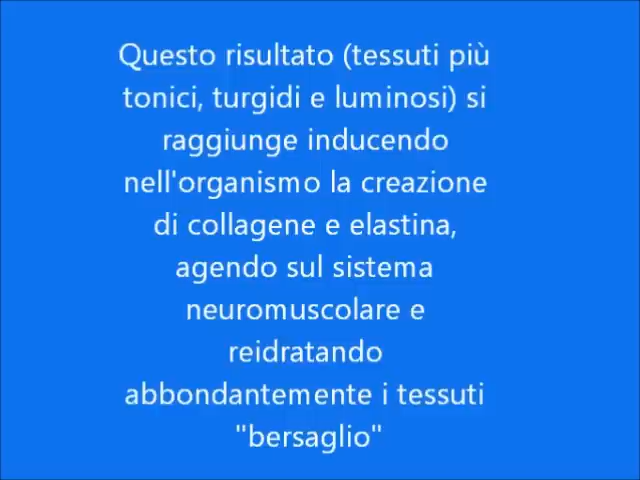 Questo risultato (tessuti più
tonici, turgidi e luminosi) si
raggiunge inducendo
nell'organismo la creazione
di collagene e elastina,
agendo sul sistema
neuromuscolare e
reidratando
abbondantemente i tessuti
"bersaglio"